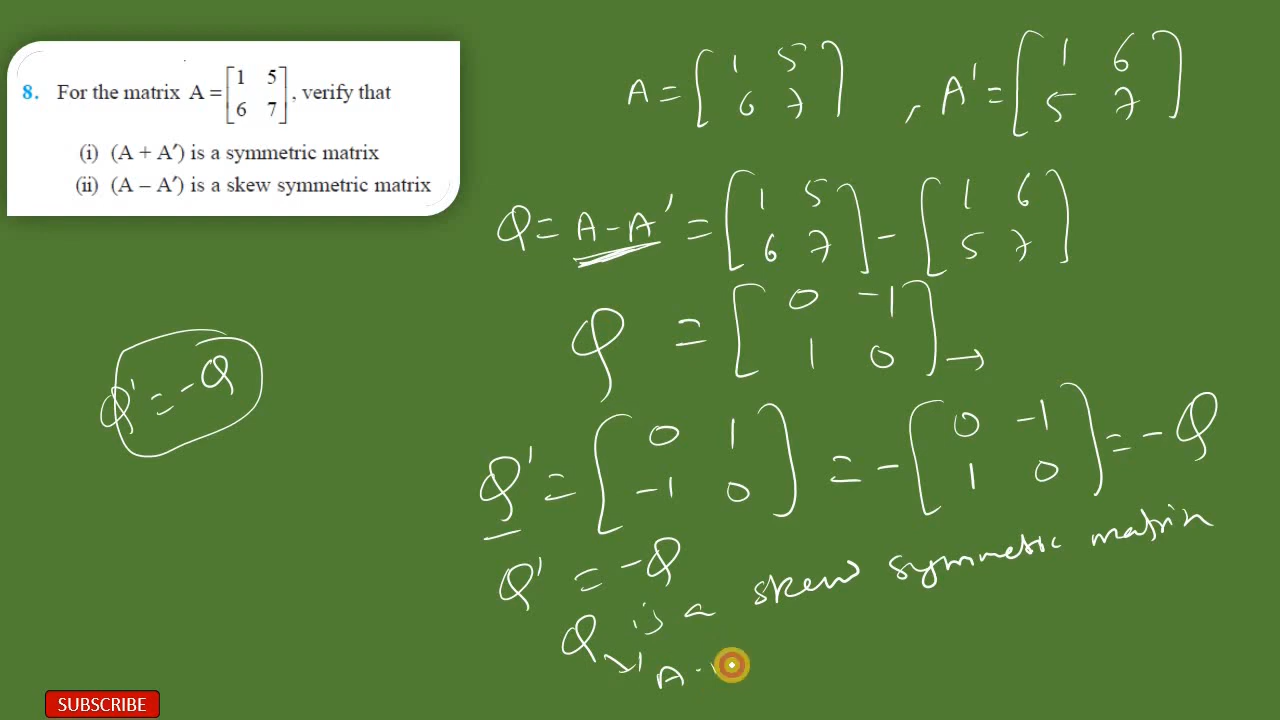 8. For the matrix A = [1 5; 6 7], verify that
(i) (A + A′) is a symmetric matrix
(ii) (A – A′) is a skew symmetric matrix
A = [1 5; 6 7] , A' = [1 6; 5 7]
Q = A - A' = [1 5; 6 7] - [1 6; 5 7]
Q = [0 -1; 1 0] →
Q' = -Q
Q' = [0 1; -1 0] = - [0 -1; 1 0] = - Q
Q' = -Q
Q is a skew symmetric matrix
A -
SUBSCRIBE